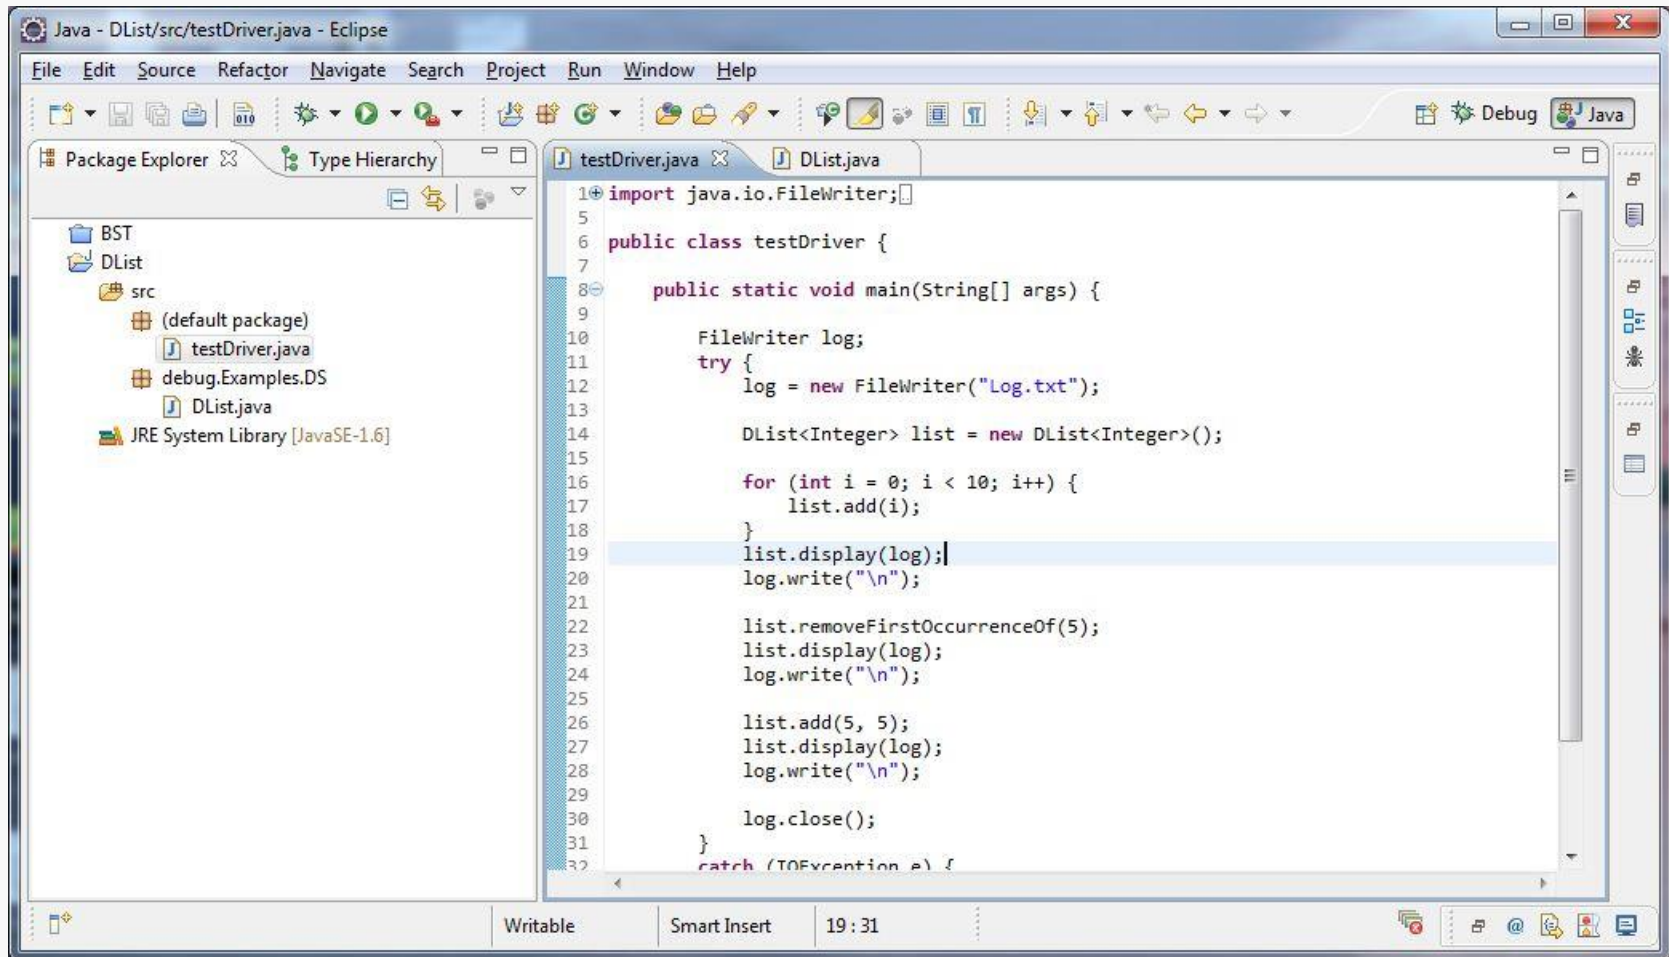 Java - DList/src/testDriver.java - Eclipse
File Edit Source Refactor Navigate Search Project Run Window Help
Debug Java
Package Explorer Type Hierarchy
testDriver.java DList.java
BST
DList
src
(default package)
testDriver.java
debug.Examples.DS
DList.java
JRE System Library [JavaSE-1.6]
1 import java.io.FileWriter;
5
6 public class testDriver {
7
8 public static void main(String[] args) {
9
10 FileWriter log;
11 try {
12 log = new FileWriter("Log.txt");
13
14 DList<Integer> list = new DList<Integer>();
15
16 for (int i = 0; i < 10; i++) {
17 list.add(i);
18 }
19 list.display(log);
20 log.write("\n");
21
22 list.removeFirstOccurrenceOf(5);
23 list.display(log);
24 log.write("\n");
25
26 list.add(5, 5);
27 list.display(log);
28 log.write("\n");
29
30 log.close();
31 }
32 catch (IOException e) {
Writable Smart Insert 19 : 31